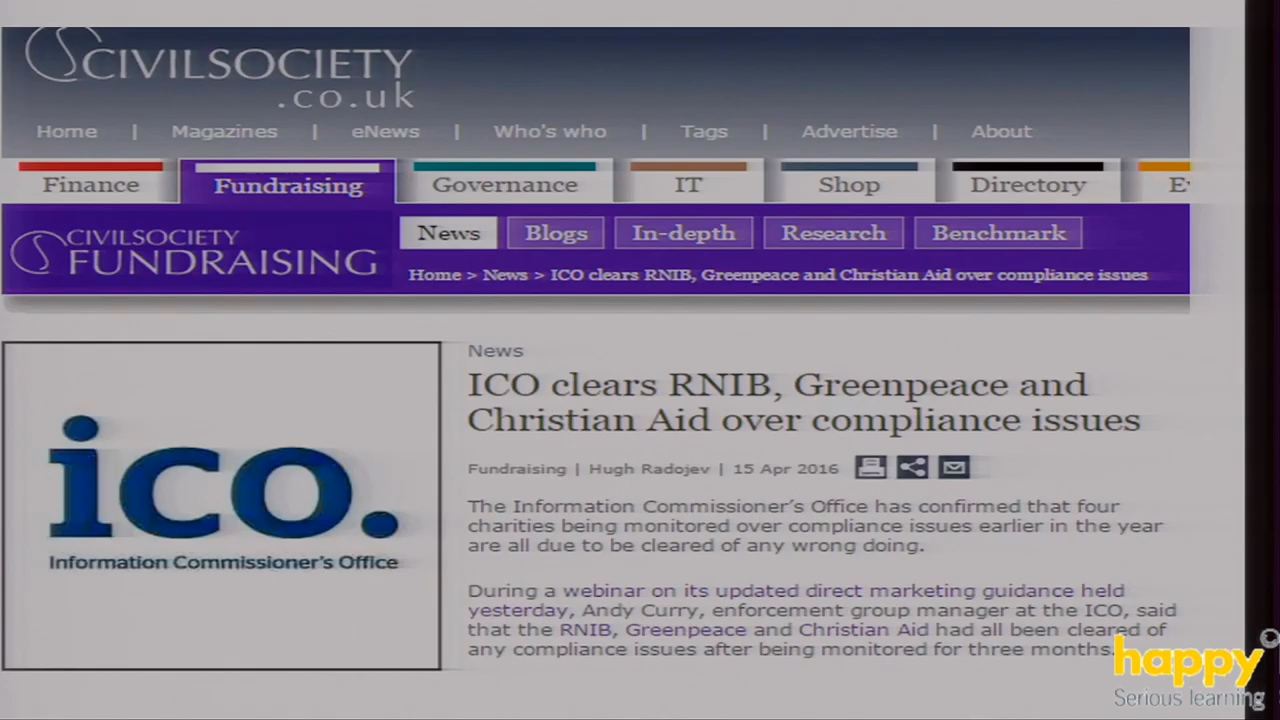 CIVILSOCIETY
.co.uk
Home | Magazines | eNews | Who's who | Tags | Advertise | About
Finance Fundraising Governance IT Shop Directory
CIVILSOCIETY
FUNDRAISING
News Blogs In-depth Research Benchmark
Home > News > ICO clears RNIB, Greenpeace and Christian Aid over compliance issues
ico.
Information Commissioner's Office
News
ICO clears RNIB, Greenpeace and
Christian Aid over compliance issues
Fundraising | Hugh Radojev | 15 Apr 2016
The Information Commissioner's Office has confirmed that four
charities being monitored over compliance issues earlier in the year
are all due to be cleared of any wrong doing.
During a webinar on its updated direct marketing guidance held
yesterday, Andy Curry, enforcement group manager at the ICO, said
that the RNIB, Greenpeace and Christian Aid had all been cleared of
any compliance issues after being monitored for three months.
happy
Serious learning